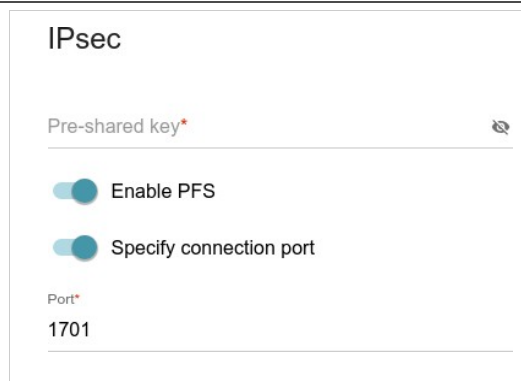 IPsec
Pre-shared key*
Enable PFS
Specify connection port
Port*
1701